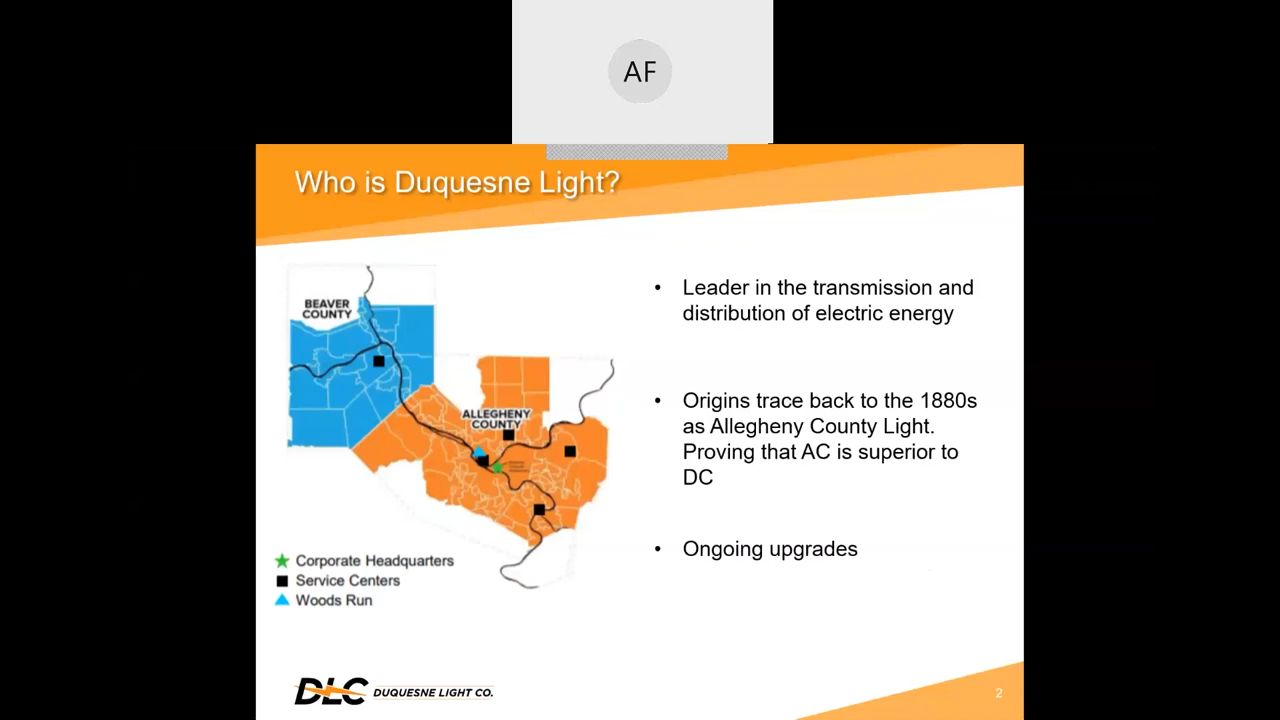 AF
Who is Duquesne Light?
BEAVER
COUNTY
ALLEGHENY
COUNTY
★ Corporate Headquarters
■ Service Centers
▲ Woods Run
• Leader in the transmission and
distribution of electric energy
• Origins trace back to the 1880s
as Allegheny County Light.
Proving that AC is superior to
DC
• Ongoing upgrades
DLC DUQUESNE LIGHT CO.
2